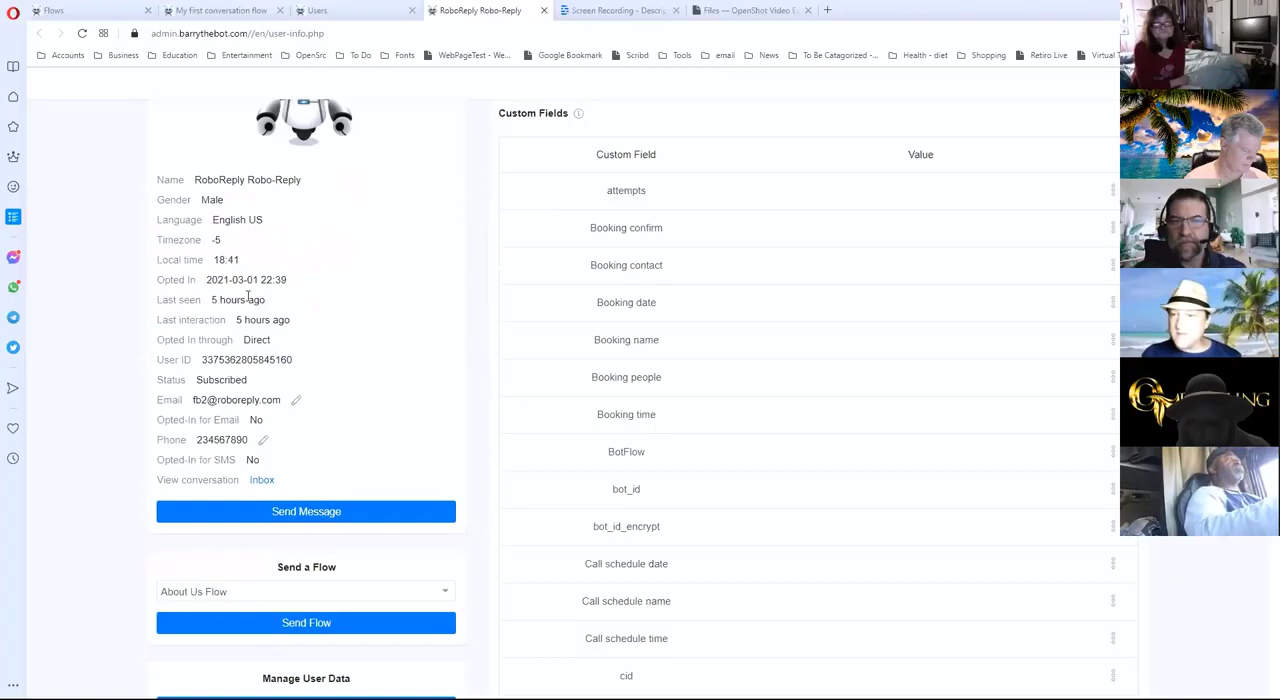 Flows
My first conversation flow
Users
RoboReply Robo-Reply
Screen Recording - Descri
Files — OpenShot Video E
admin.barrythebot.com//en/user-info.php
Accounts
Business
Education
Entertainment
OpenSrc
To Do
Fonts
WebPageTest - We...
Google Bookmark
Scribd
Tools
email
News
To Be Catagorized -...
Health - diet
Shopping
Retiro Live
Virtual T
Name RoboReply Robo-Reply
Gender Male
Language English US
Timezone -5
Local time 18:41
Opted In 2021-03-01 22:39
Last seen 5 hours ago
Last interaction 5 hours ago
Opted In through Direct
User ID 3375362805845160
Status Subscribed
Email fb2@roboreply.com
Opted-In for Email No
Phone 234567890
Opted-In for SMS No
View conversation Inbox
Send Message
Send a Flow
About Us Flow
Send Flow
Manage User Data
Custom Fields
Custom Field Value
attempts
Booking confirm
Booking contact
Booking date
Booking name
Booking people
Booking time
BotFlow
bot_id
bot_id_encrypt
Call schedule date
Call schedule name
Call schedule time
cid